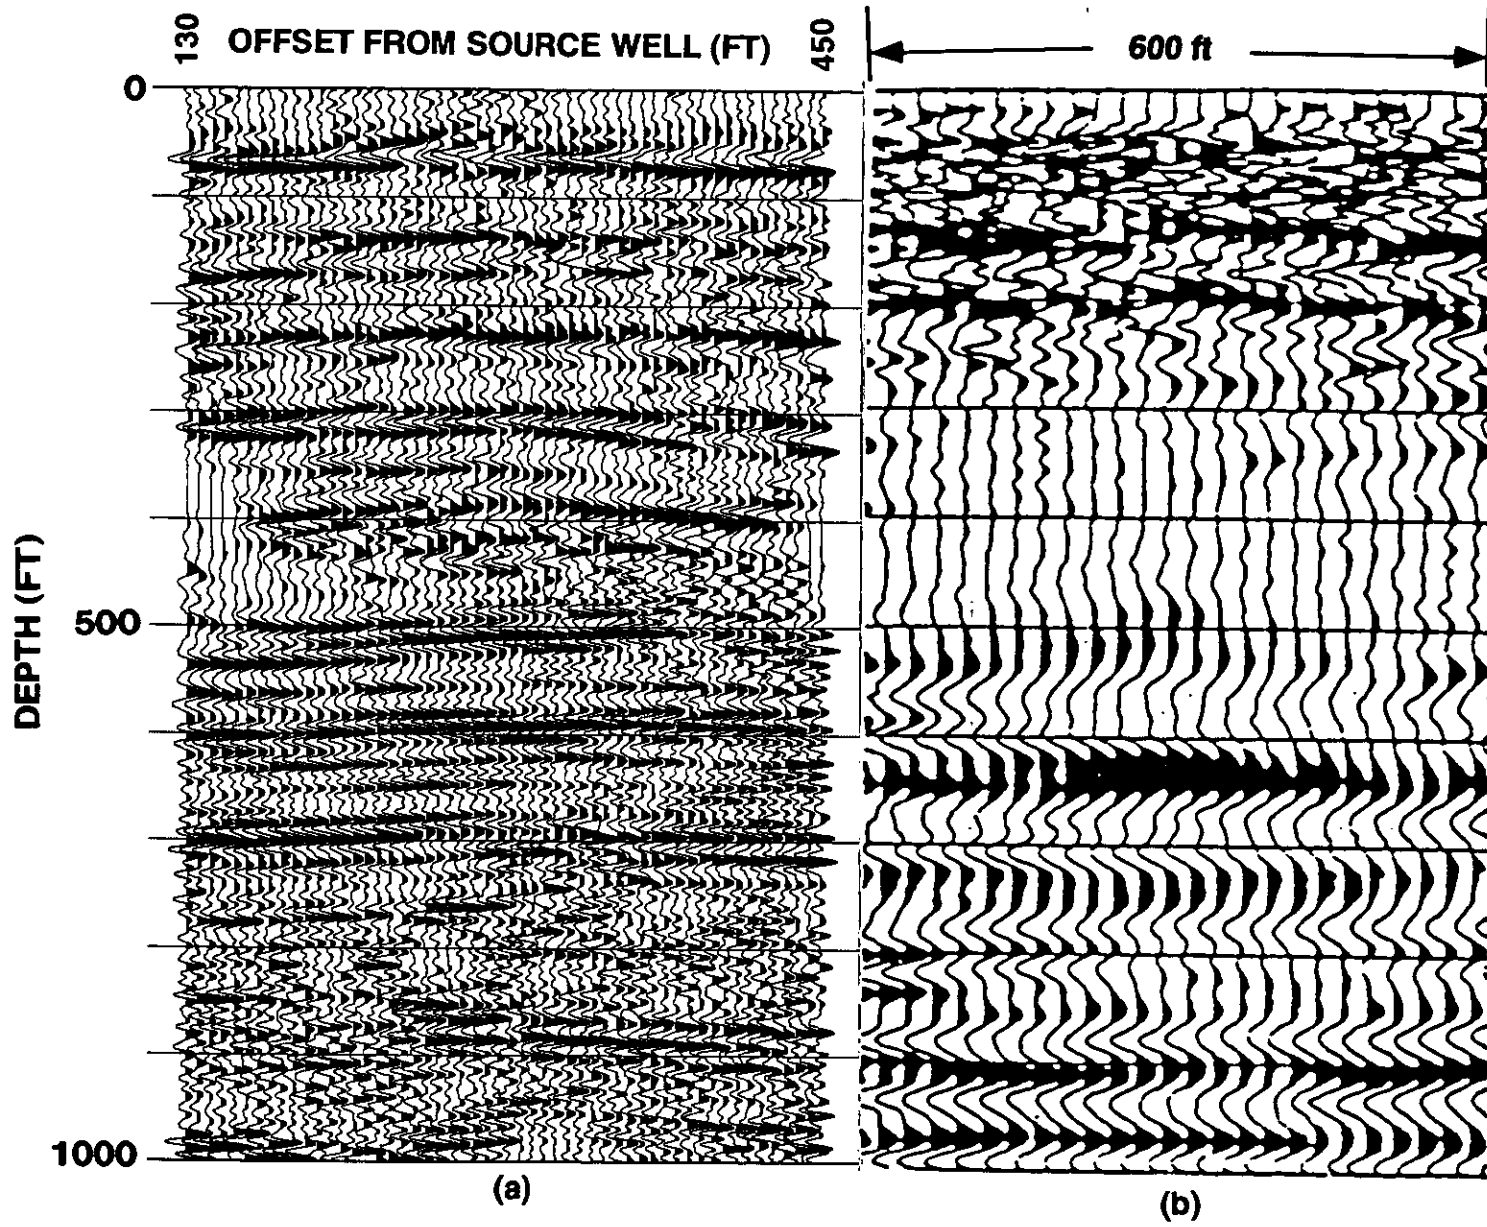 130 OFFSET FROM SOURCE WELL (FT) 450
600 ft
0
DEPTH (FT)
500
1000
(a)
(b)